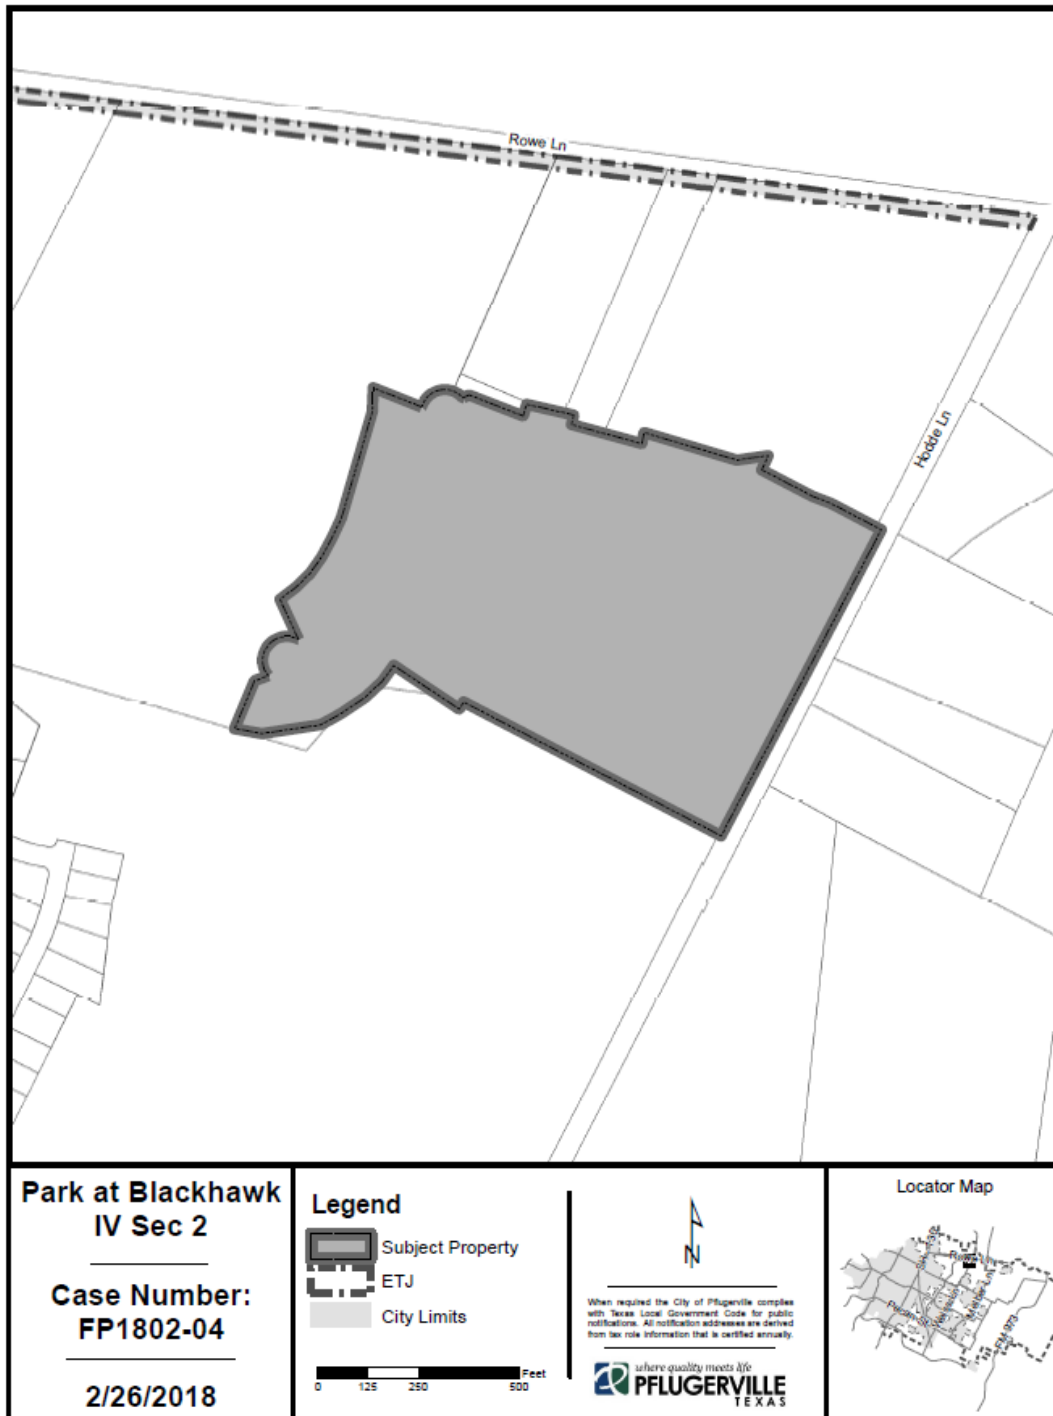 Rowe Ln
Hodde Ln
Park at Blackhawk
IV Sec 2
Case Number:
FP1802-04
2/26/2018
Legend
Subject Property
ETJ
City Limits
0 125 250 500 Feet
N
When required the City of Pflugerville complies
with Texas Local Government Code for public
notifications. All notification addresses are derived
from tax role information that is certified annually.
where quality meets life
PFLUGERVILLE
TEXAS
Locator Map
FM 973